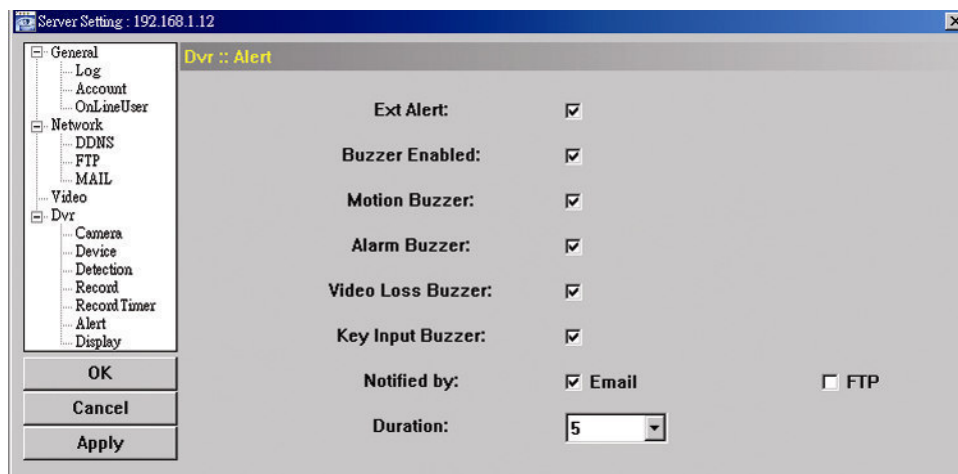 Server Setting : 192.168.1.12
General
Log
Account
OnLineUser
Network
DDNS
FTP
MAIL
Video
Dvr
Camera
Device
Detection
Record
Record Timer
Alert
Display
OK
Cancel
Apply
Dvr :: Alert
Ext Alert:
Buzzer Enabled:
Motion Buzzer:
Alarm Buzzer:
Video Loss Buzzer:
Key Input Buzzer:
Notified by: Email FTP
Duration: 5